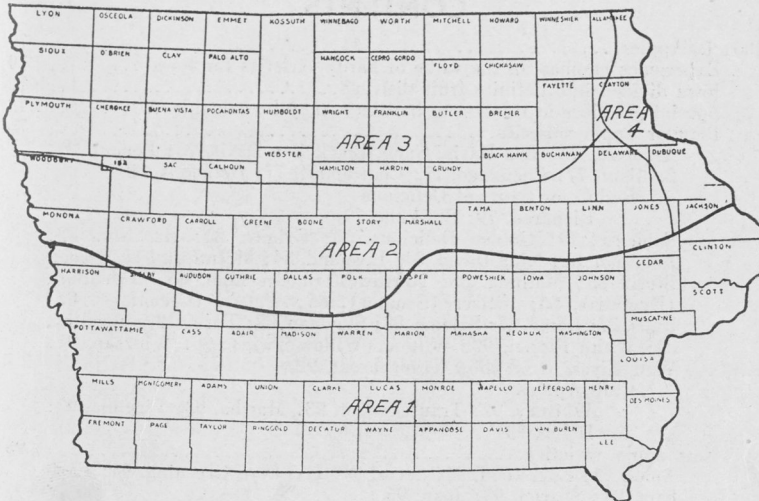 LYON OSCEOLA DICKINSON EMMET KOSSUTH WINNEBAGO WORTH MITCHELL HOWARD WINNESHIEK ALLAMAKEE
SIOUX O'BRIEN CLAY PALO ALTO HANCOCK CERRO GORDO FLOYD CHICKASAW
PLYMOUTH CHEROKEE BUENA VISTA POCAHONTAS HUMBOLDT WRIGHT FRANKLIN BUTLER BREMER FAYETTE CLAYTON
AREA 3
AREA
4
WOODBURY IDA SAC CALHOUN WEBSTER HAMILTON HARDIN GRUNDY BLACK HAWK BUCHANAN DELAWARE DUBUQUE
MONONA CRAWFORD CARROLL GREENE BOONE STORY MARSHALL TAMA BENTON LINN JONES JACKSON
AREA 2
HARRISON SHELBY AUDUBON GUTHRIE DALLAS POLK JASPER POWESHIEK IOWA JOHNSON CEDAR CLINTON
SCOTT
MUSCATINE
POTTAWATTAMIE CASS ADAIR MADISON WARREN MARION MAHASKA KEOKUK WASHINGTON
LOUISA
MILLS MONTGOMERY ADAMS UNION CLARKE LUCAS MONROE WAPELLO JEFFERSON HENRY DES MOINES
AREA 1
FREMONT PAGE TAYLOR RINGGOLD DECATUR WAYNE APPANOOSE DAVIS VAN BUREN LEE